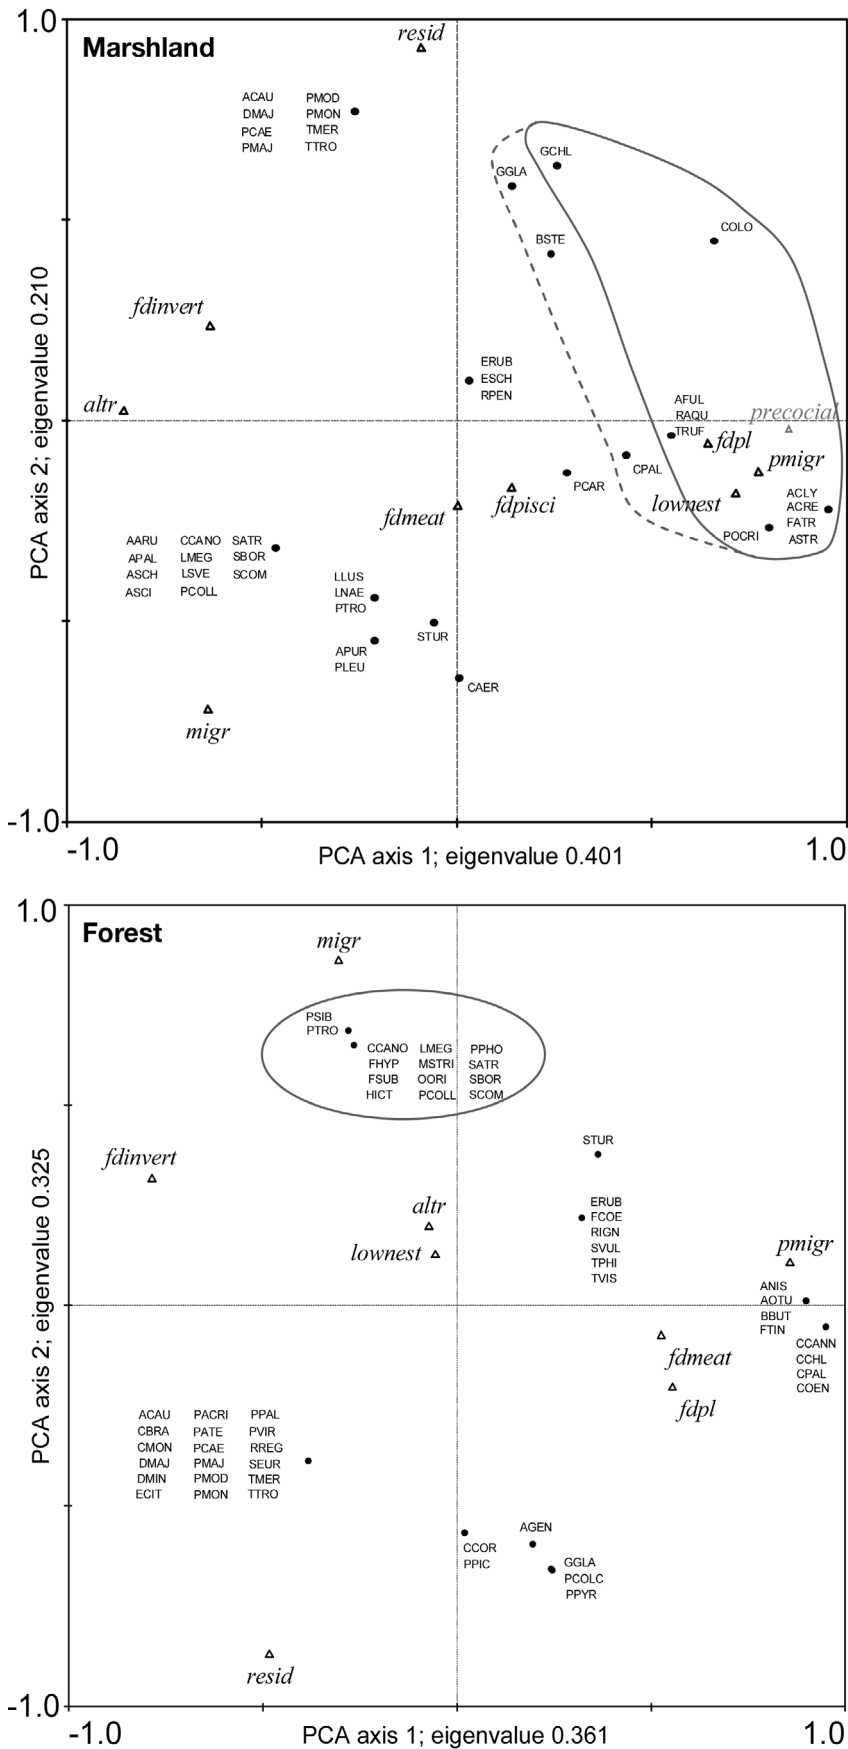 1.0
Marshland
resid
ACAU PMOD
DMAJ PMON
PCAE TMER
PMAJ TTRO
GCHL
GGLA
COLO
BSTE
fdinvert
ERUB
ESCH
RPEN
altr
AFUL
RAQU
TRUF
precocial
fdpl
pmigr
CPAL
PCAR
lownest
fdpisci
fdmeat
ACLY
ACRE
FATR
ASTR
POCRI
AARU CCANO SATR
APAL LMEG SBOR
ASCH LSVE SCOM
ASCI PCOLL
LLUS
LNAE
PTRO
STUR
APUR
PLEU
CAER
migr
PCA axis 2; eigenvalue 0.210
-1.0
-1.0 PCA axis 1; eigenvalue 0.401 1.0
1.0
Forest
migr
PSIB
PTRO
CCANO LMEG PPHO
FHYP MSTRI SATR
FSUB OORI SBOR
HICT PCOLL SCOM
STUR
fdinvert
ERUB
FCOE
RIGN
SVUL
TPHI
TVIS
altr
lownest
pmigr
ANIS
AOTU
BBUT
FTIN
CCANN
CCHL
CPAL
COEN
fdmeat
fdpl
ACAU PACRI PPAL
CBRA PATE PVIR
CMON PCAE RREG
DMAJ PMAJ SEUR
DMIN PMOD TMER
ECIT PMON TTRO
AGEN
CCOR
PPIC
GGLA
PCOLC
PPYR
resid
PCA axis 2; eigenvalue 0.325
-1.0
-1.0 PCA axis 1; eigenvalue 0.361 1.0